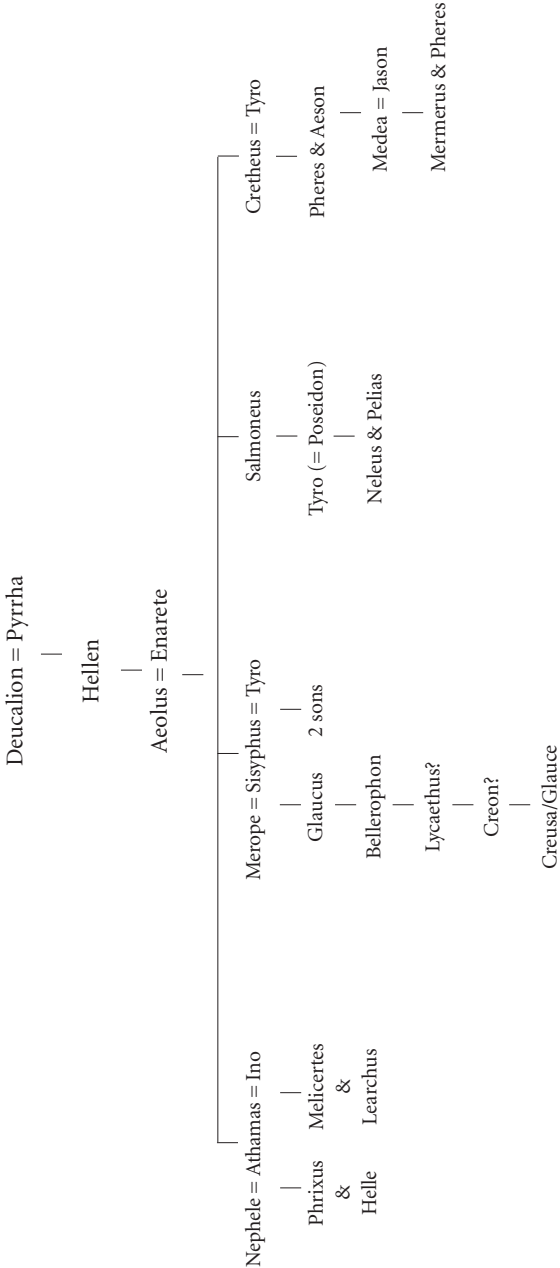 Deucalion = Pyrrha
Hellen
Aeolus = Enarete
Nephele = Athamas = Ino
Merope = Sisyphus = Tyro
Salmoneus
Cretheus = Tyro
Phrixus
&
Helle
Melicertes
&
Learchus
Glaucus
2 sons
Bellerophon
Lycaethus?
Creon?
Creusa/Glauce
Tyro (= Poseidon)
Neleus & Pelias
Pheres & Aeson
Medea = Jason
Mermerus & Pheres